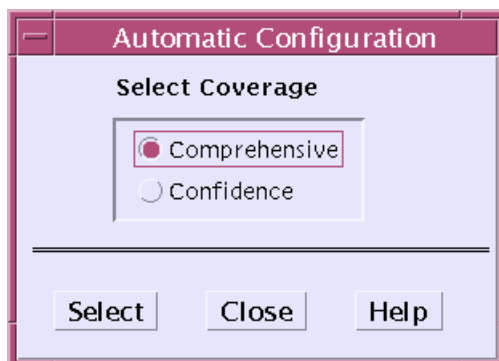 Automatic Configuration
Select Coverage
Comprehensive
Confidence
Select Close Help